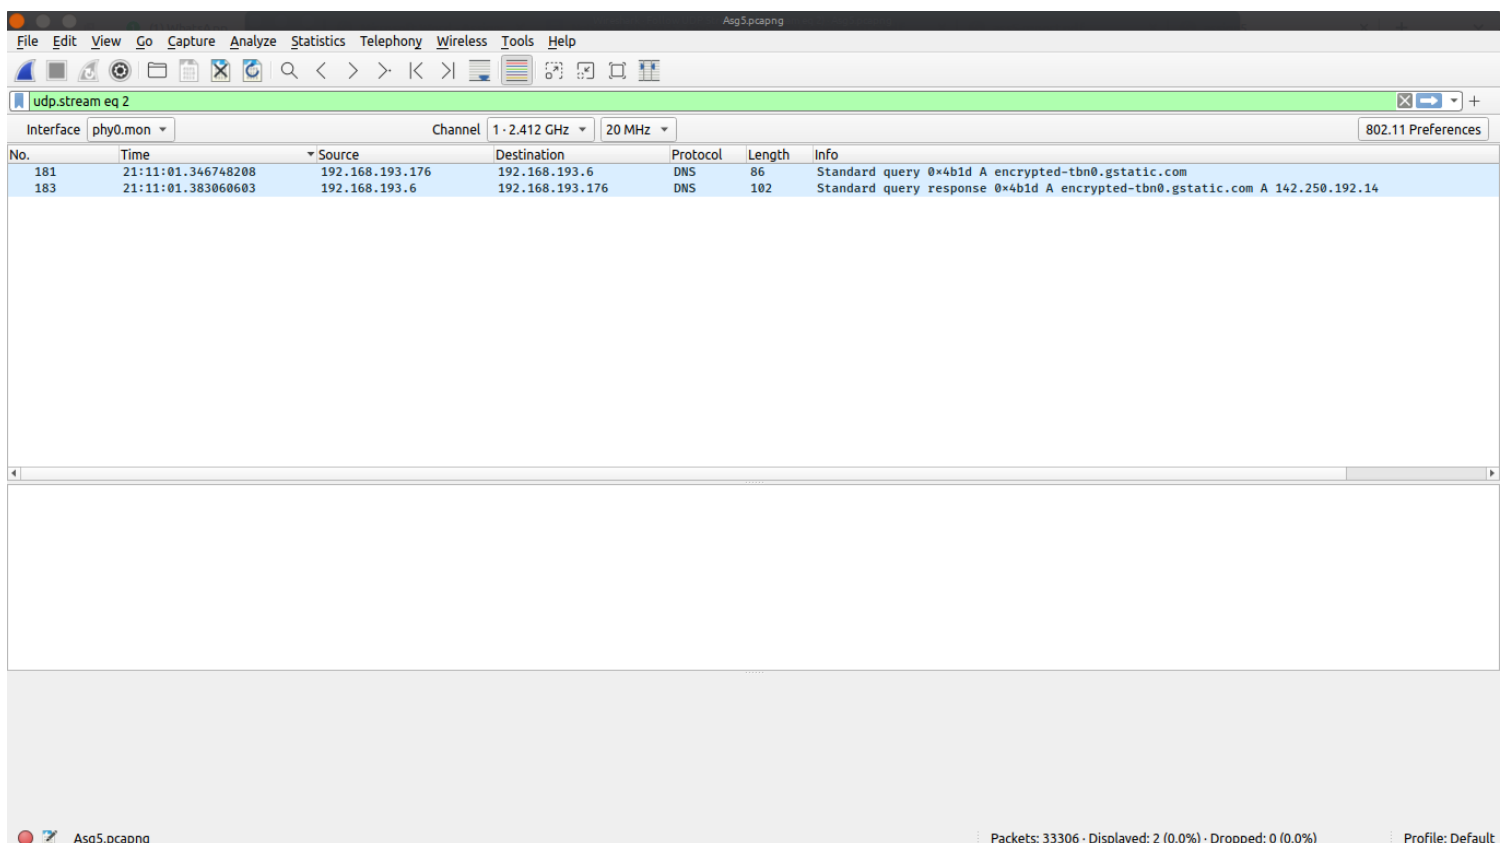 Asg5.pcapng
File Edit View Go Capture Analyze Statistics Telephony Wireless Tools Help
udp.stream eq 2
Interface phy0.mon Channel 1 · 2.412 GHz 20 MHz 802.11 Preferences
No. Time Source Destination Protocol Length Info
181 21:11:01.346748208 192.168.193.176 192.168.193.6 DNS 86 Standard query 0×4b1d A encrypted-tbn0.gstatic.com
183 21:11:01.383060603 192.168.193.6 192.168.193.176 DNS 102 Standard query response 0×4b1d A encrypted-tbn0.gstatic.com A 142.250.192.14
Asg5.pcapng Packets: 33306 · Displayed: 2 (0.0%) · Dropped: 0 (0.0%) Profile: Default